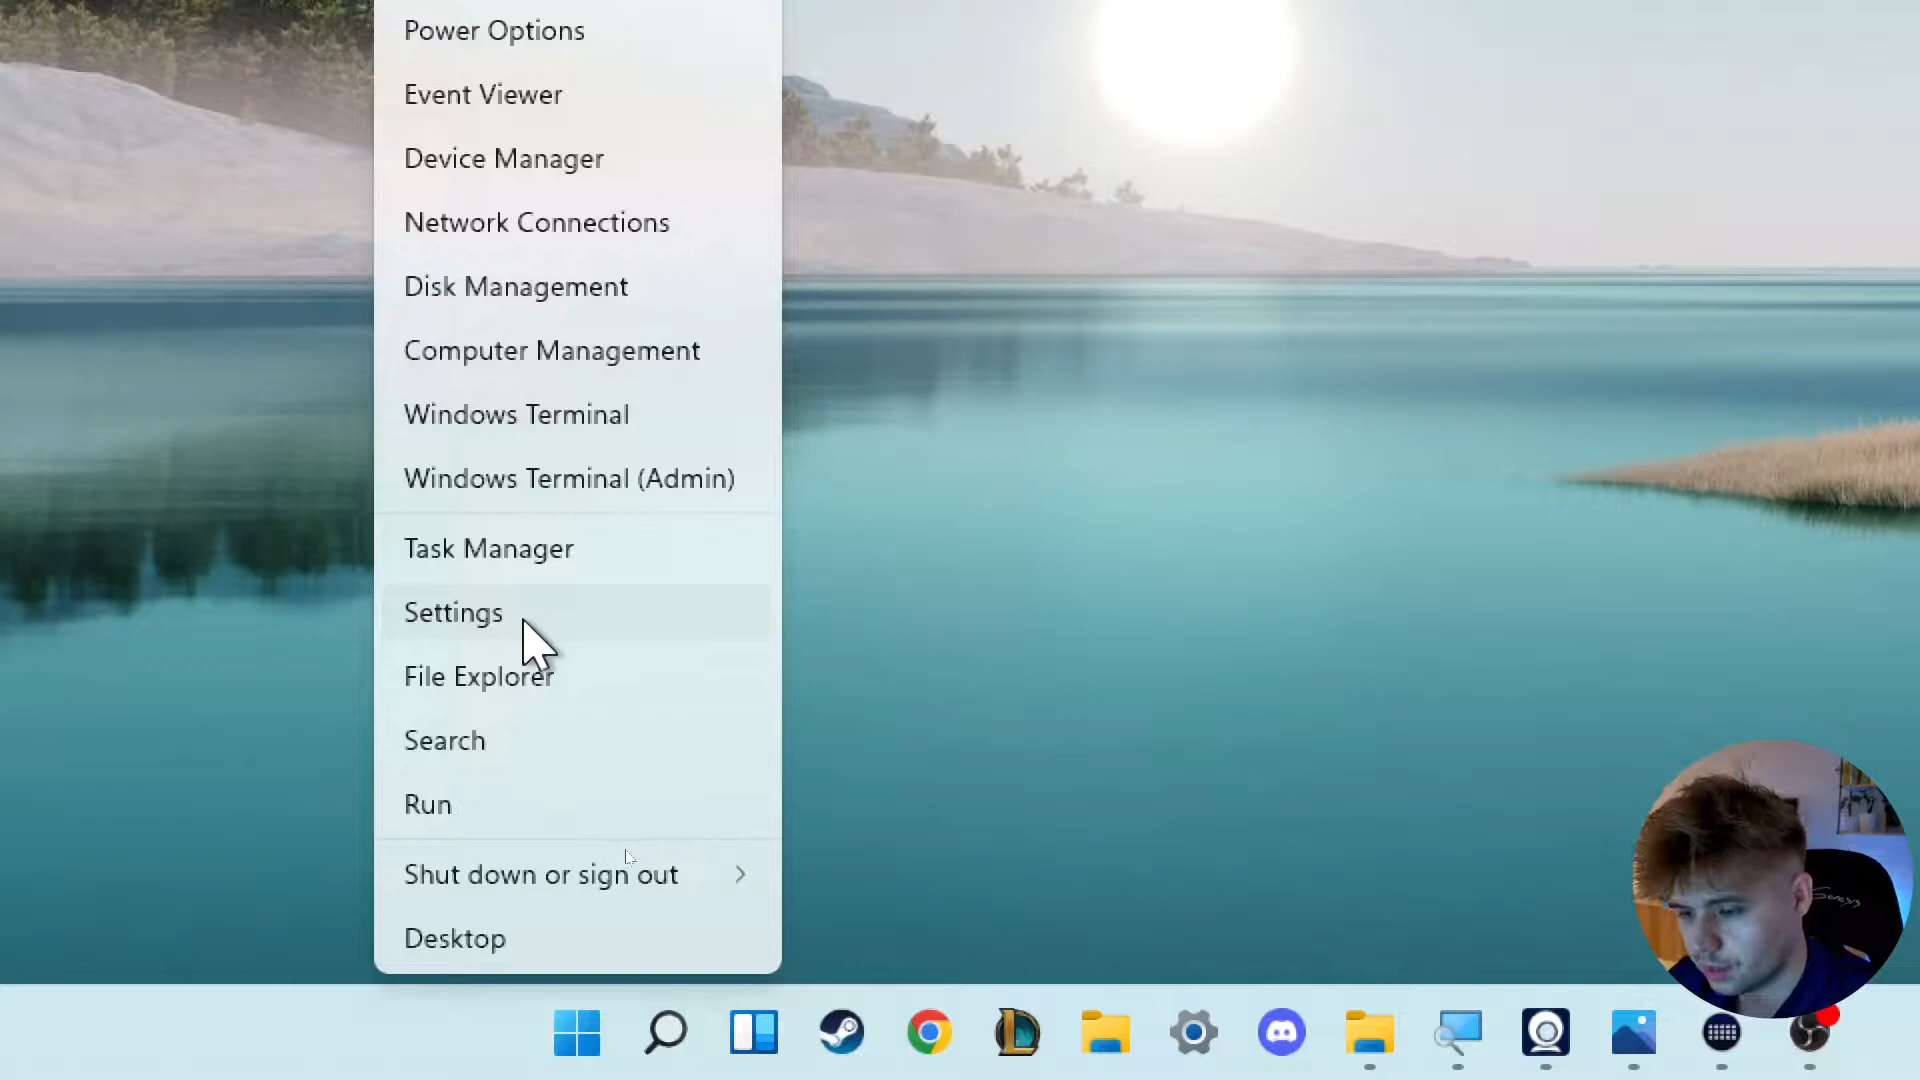 Power Options
Event Viewer
Device Manager
Network Connections
Disk Management
Computer Management
Windows Terminal
Windows Terminal (Admin)
Task Manager
Settings
File Explorer
Search
Run
Shut down or sign out
Desktop